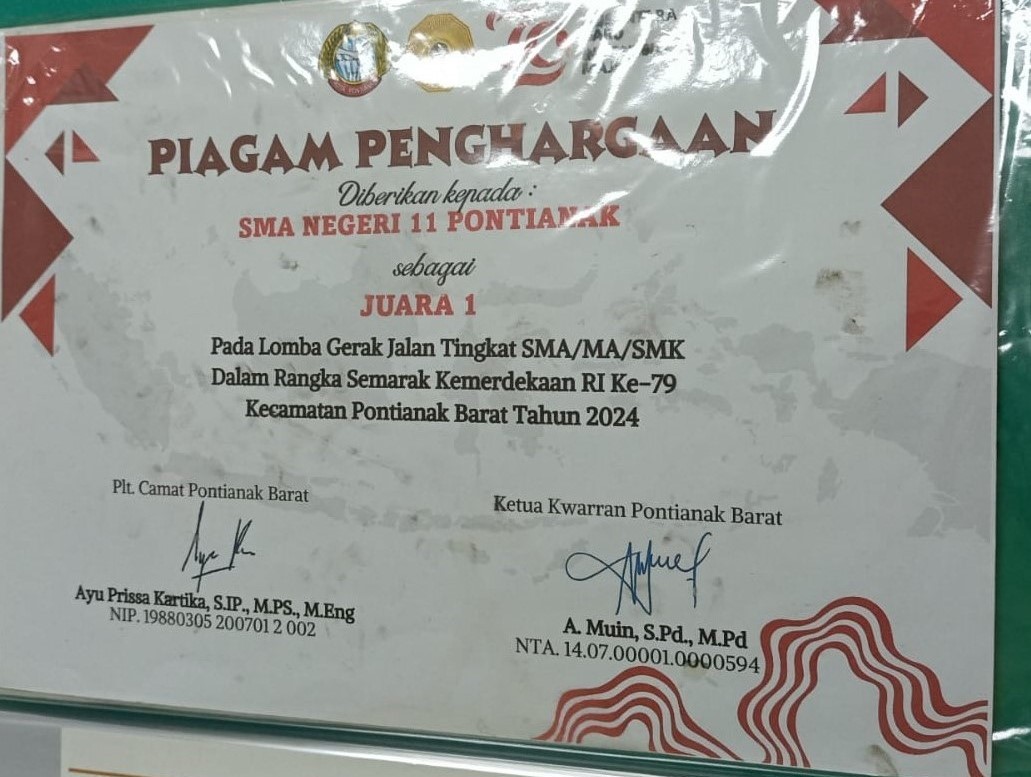 PIAGAM PENGHARGAAN
Diberikan kepada :
SMA NEGERI 11 PONTIANAK
sebagai
JUARA 1
Pada Lomba Gerak Jalan Tingkat SMA/MA/SMK
Dalam Rangka Semarak Kemerdekaan RI Ke-79
Kecamatan Pontianak Barat Tahun 2024
Plt. Camat Pontianak Barat
Ayu Prissa Kartika, S.IP., M.PS., M.Eng
NIP. 19880305 200701 2 002
Ketua Kwarran Pontianak Barat
A. Muin, S.Pd., M.Pd
NTA. 14.07.00001.0000594